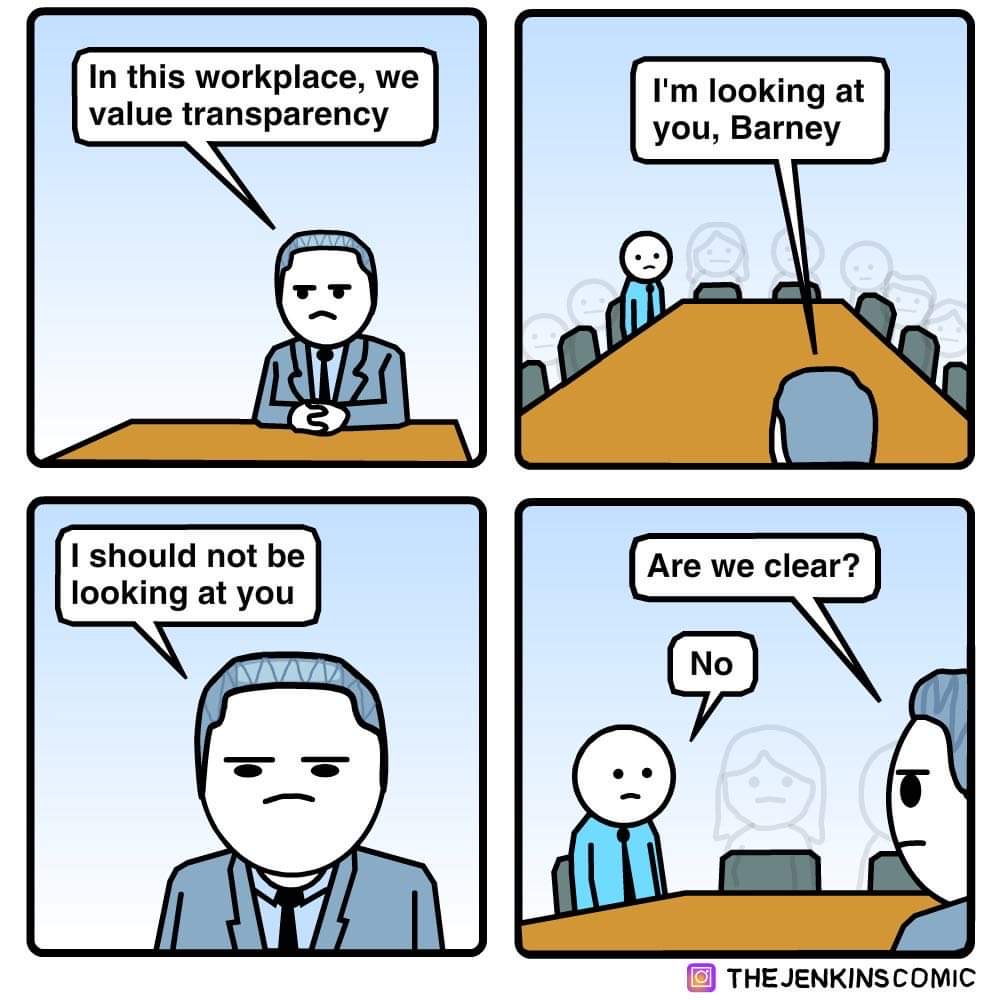 In this workplace, we
value transparency
I'm looking at
you, Barney
I should not be
looking at you
Are we clear?
No
THEJENKINSCOMIC